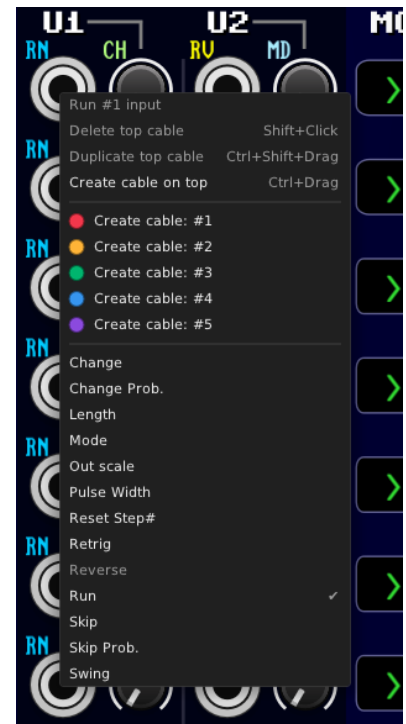 U1 U2 MO
RN CH RV MD
Run #1 input
Delete top cable Shift+Click
RN
Duplicate top cable Ctrl+Shift+Drag
Create cable on top Ctrl+Drag
Create cable: #1
RN
Create cable: #2
Create cable: #3
Create cable: #4
Create cable: #5
RN
Change
Change Prob.
Length
Mode
RN
Out scale
Pulse Width
Reset Step#
RN
Retrig
Reverse
Run ✓
Skip
RN
Skip Prob.
Swing